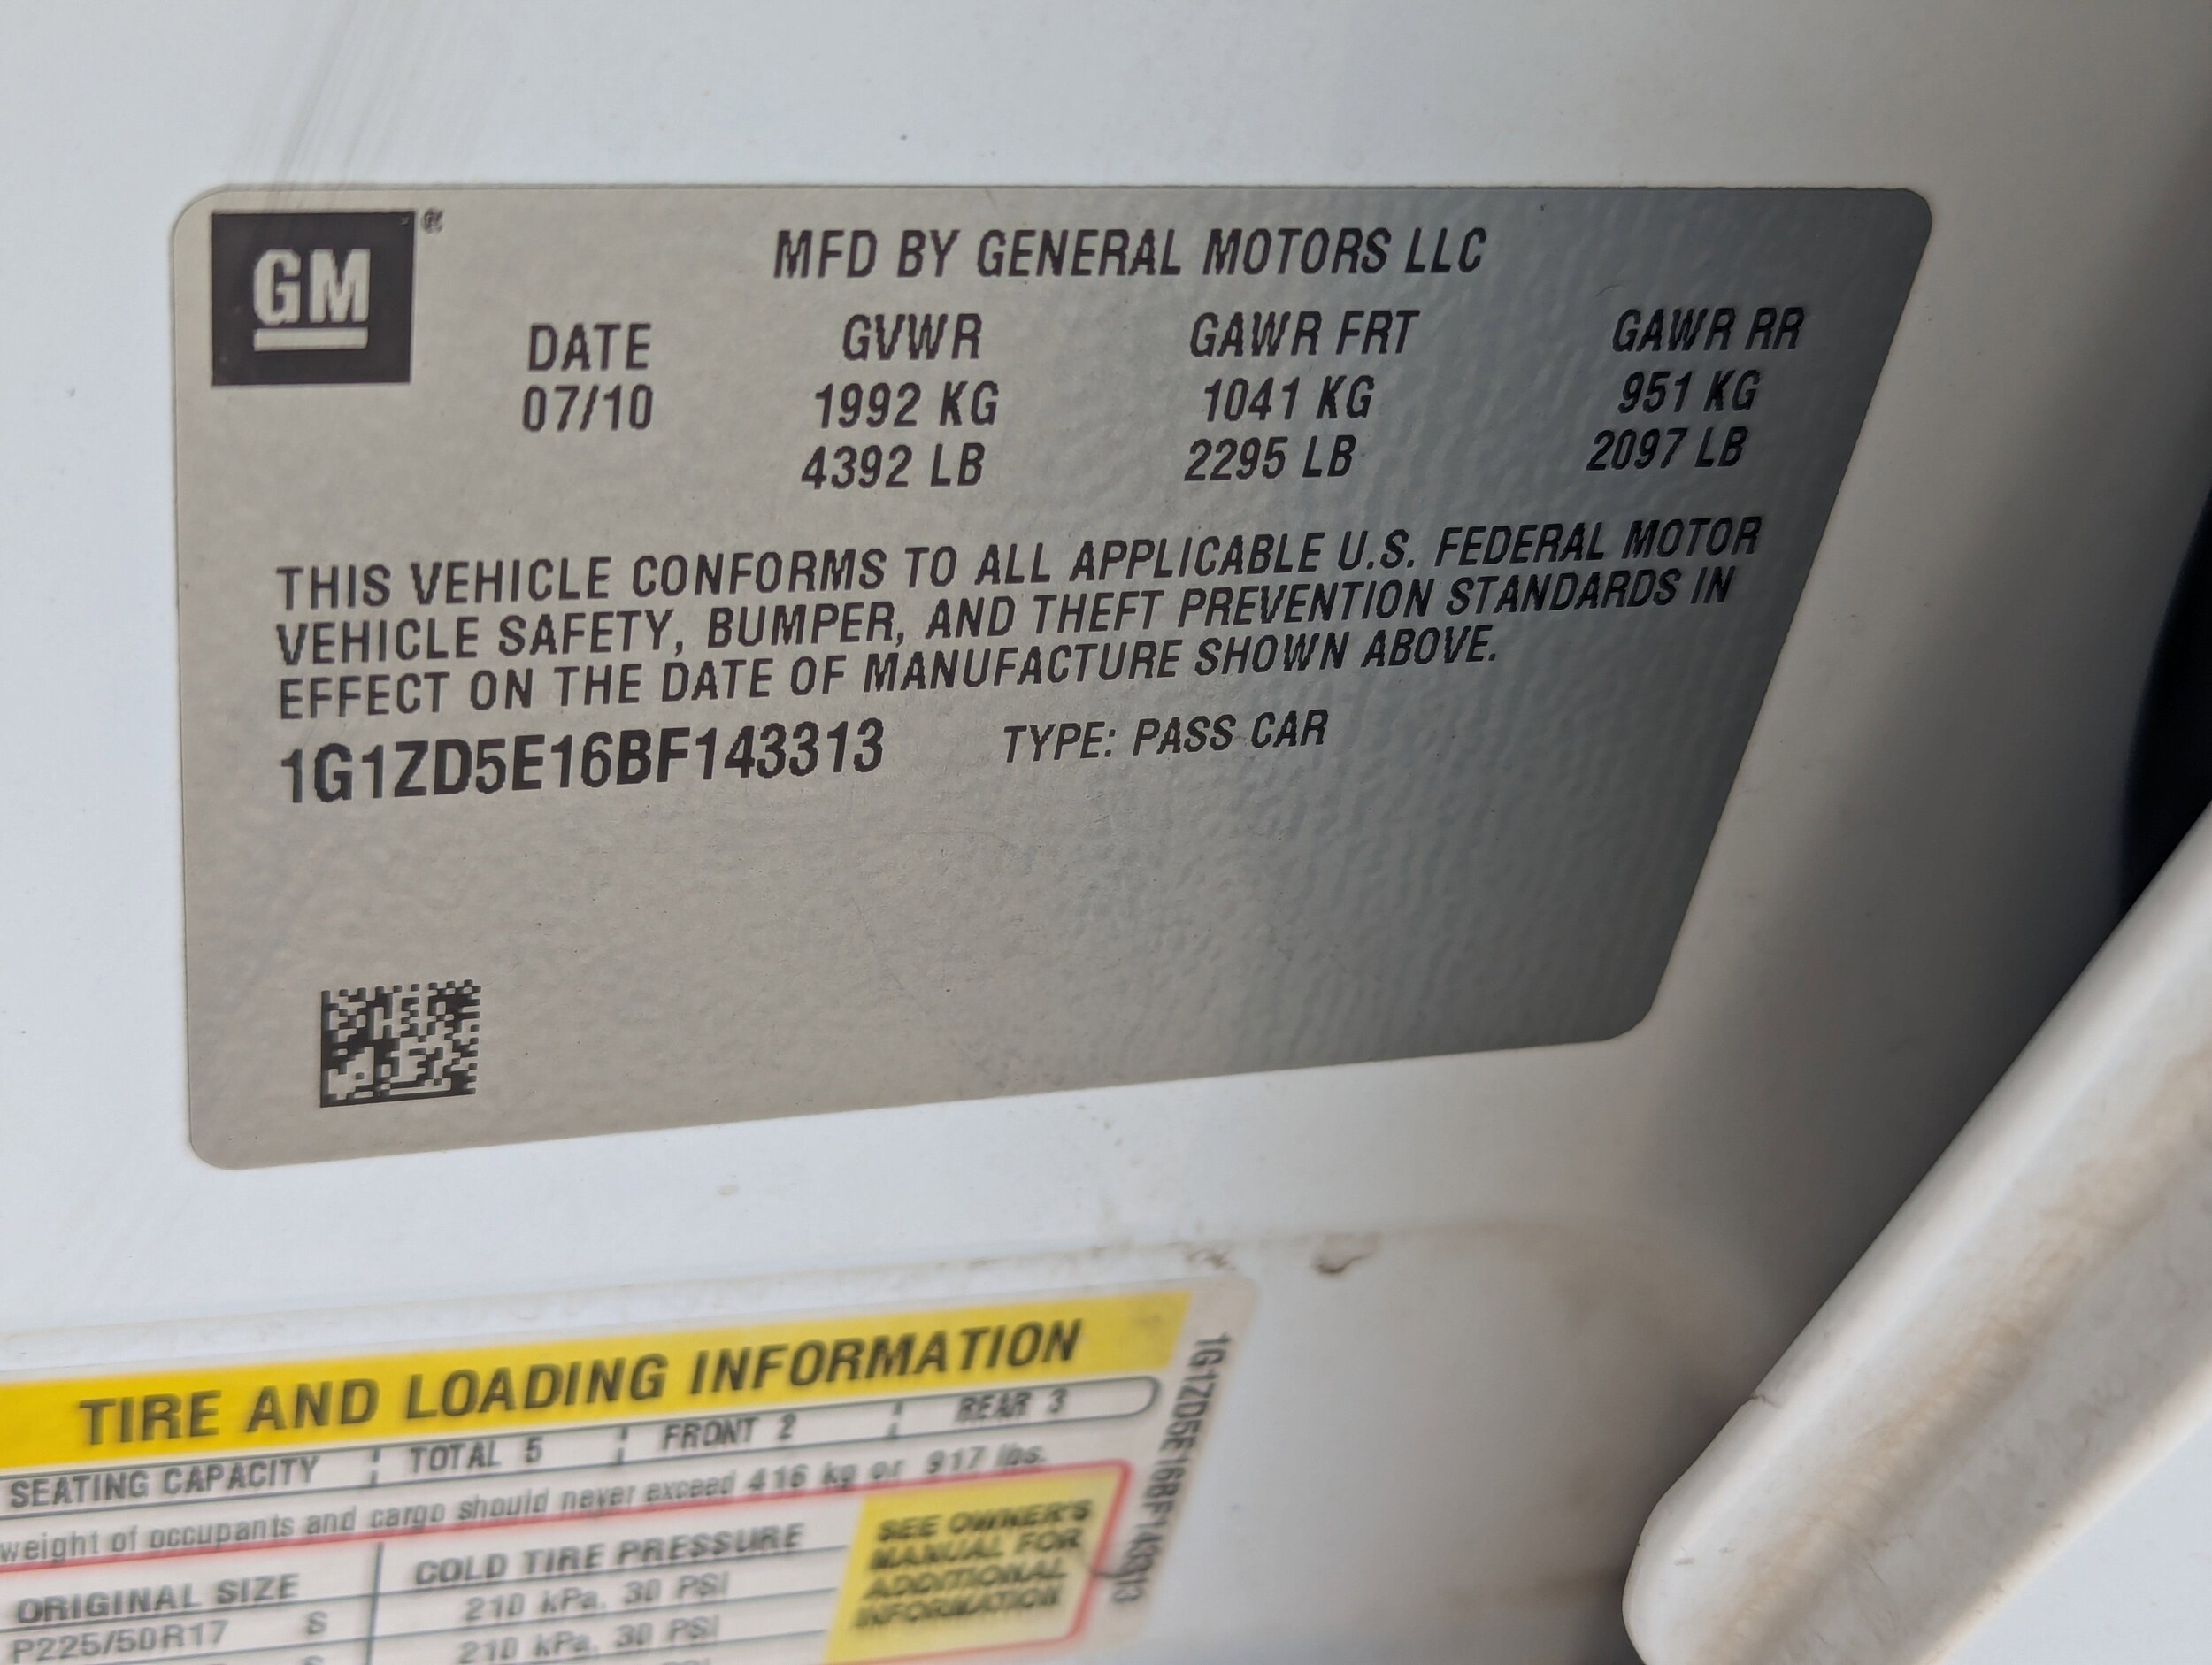 GM ®
MFD BY GENERAL MOTORS LLC
DATE GVWR GAWR FRT GAWR RR
07/10 1992 KG 1041 KG 951 KG
4392 LB 2295 LB 2097 LB
THIS VEHICLE CONFORMS TO ALL APPLICABLE U.S. FEDERAL MOTOR
VEHICLE SAFETY, BUMPER, AND THEFT PREVENTION STANDARDS IN
EFFECT ON THE DATE OF MANUFACTURE SHOWN ABOVE.
1G1ZD5E16BF143313 TYPE: PASS CAR
TIRE AND LOADING INFORMATION
SEATING CAPACITY TOTAL 5 FRONT 2 REAR 3
weight of occupants and cargo should never exceed 416 kg or 917 lbs.
ORIGINAL SIZE COLD TIRE PRESSURE
P225/50R17 S 210 kPa, 30 PSI
S 210 kPa, 30 PSI
PSI
SEE OWNER'S
MANUAL FOR
ADDITIONAL
INFORMATION
1G1ZD5E16BF143313